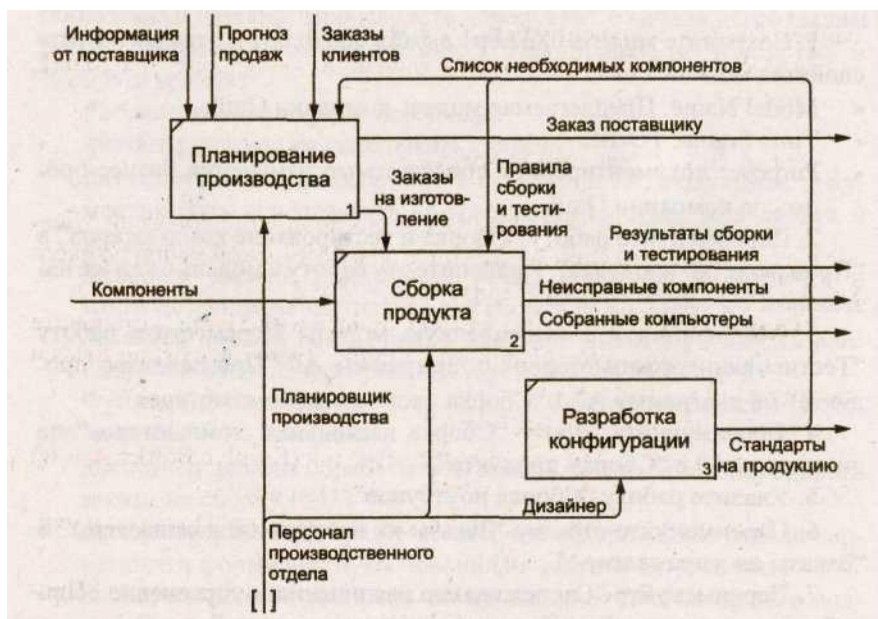 Информация
от поставщика
Прогноз
продаж
Заказы
клиентов
Список необходимых компонентов
Заказ поставщику
Планирование
производства
1
Заказы
на изготов-
ление
Правила
сборки
и тести-
рования
Результаты сборки
и тестирования
Компоненты
Сборка
продукта
2
Неисправные компоненты
Собранные компьютеры
Планировщик
производства
Разработка
конфигурации
3
Стандарты
на продукцию
Дизайнер
Персонал
производственного
отдела
[ ]